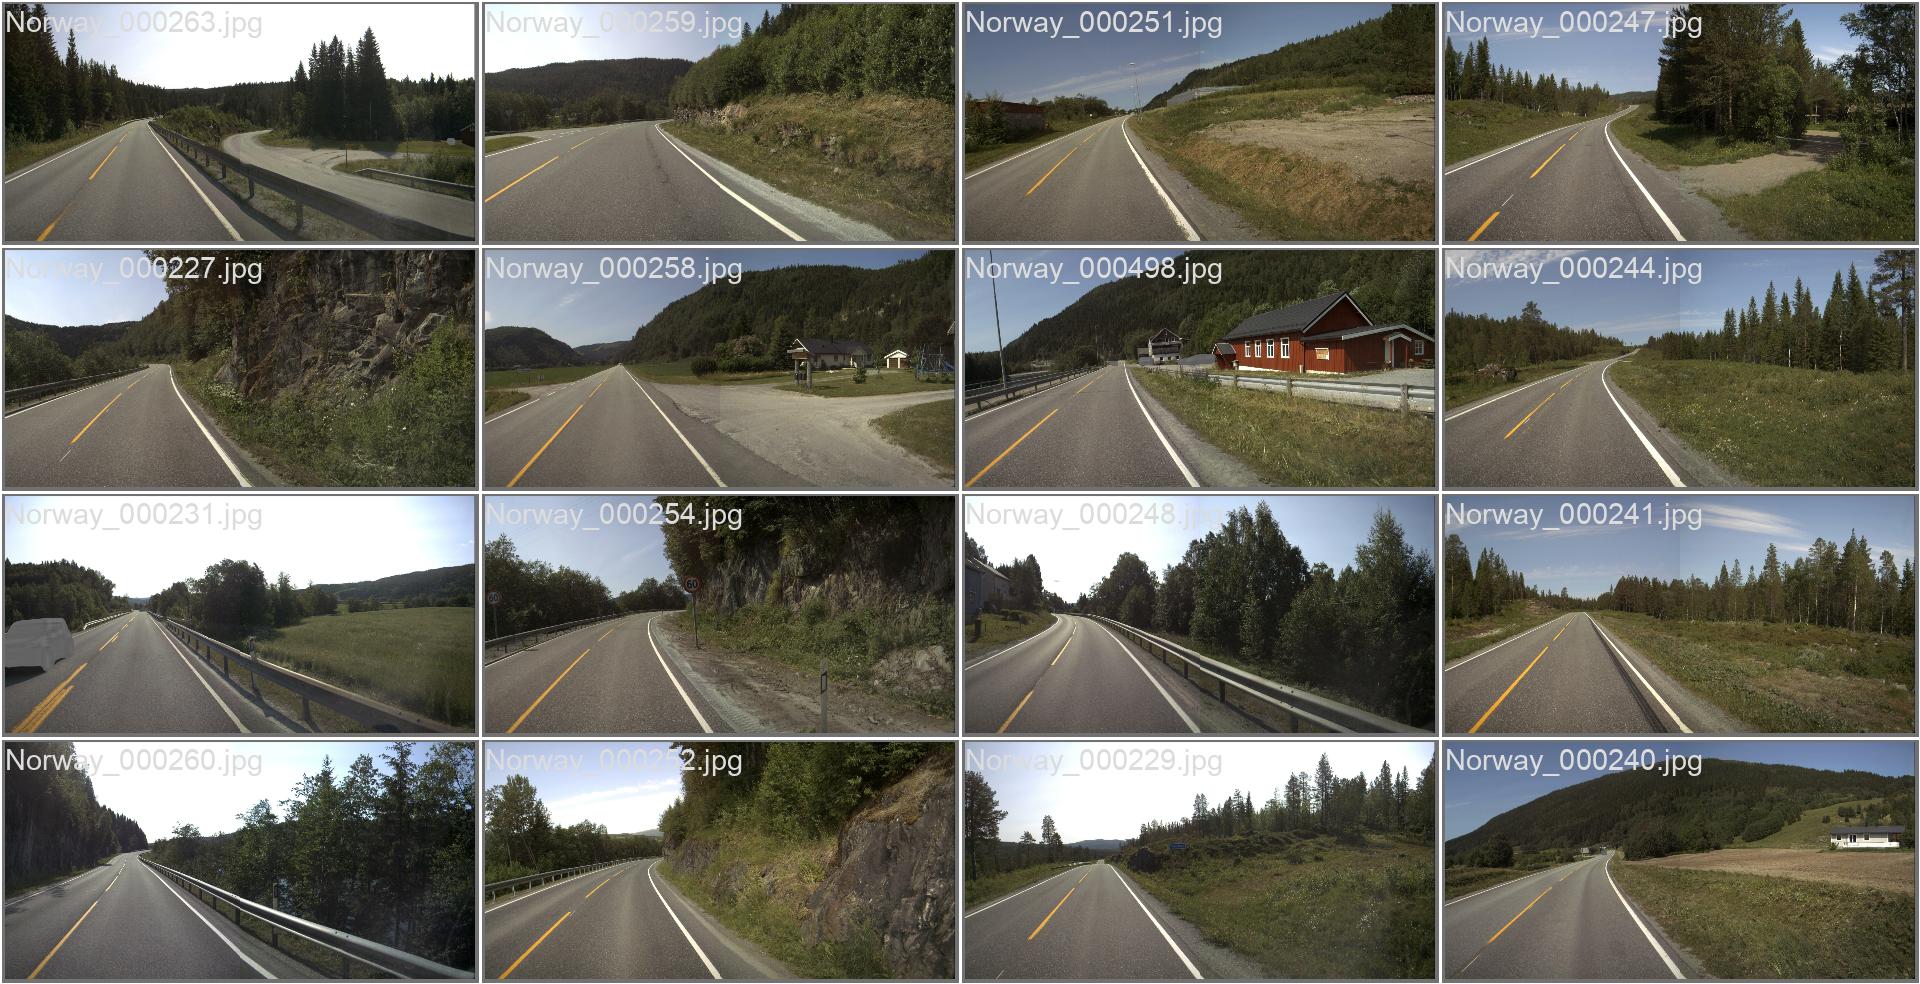 Norway_000263.jpg
Norway_000259.jpg
Norway_000251.jpg
Norway_000247.jpg
Norway_000227.jpg
Norway_000258.jpg
Norway_000498.jpg
Norway_000244.jpg
Norway_000231.jpg
Norway_000254.jpg
60
60
Norway_000248.jpg
Norway_000241.jpg
Norway_000260.jpg
Norway_000252.jpg
Norway_000229.jpg
Norway_000240.jpg